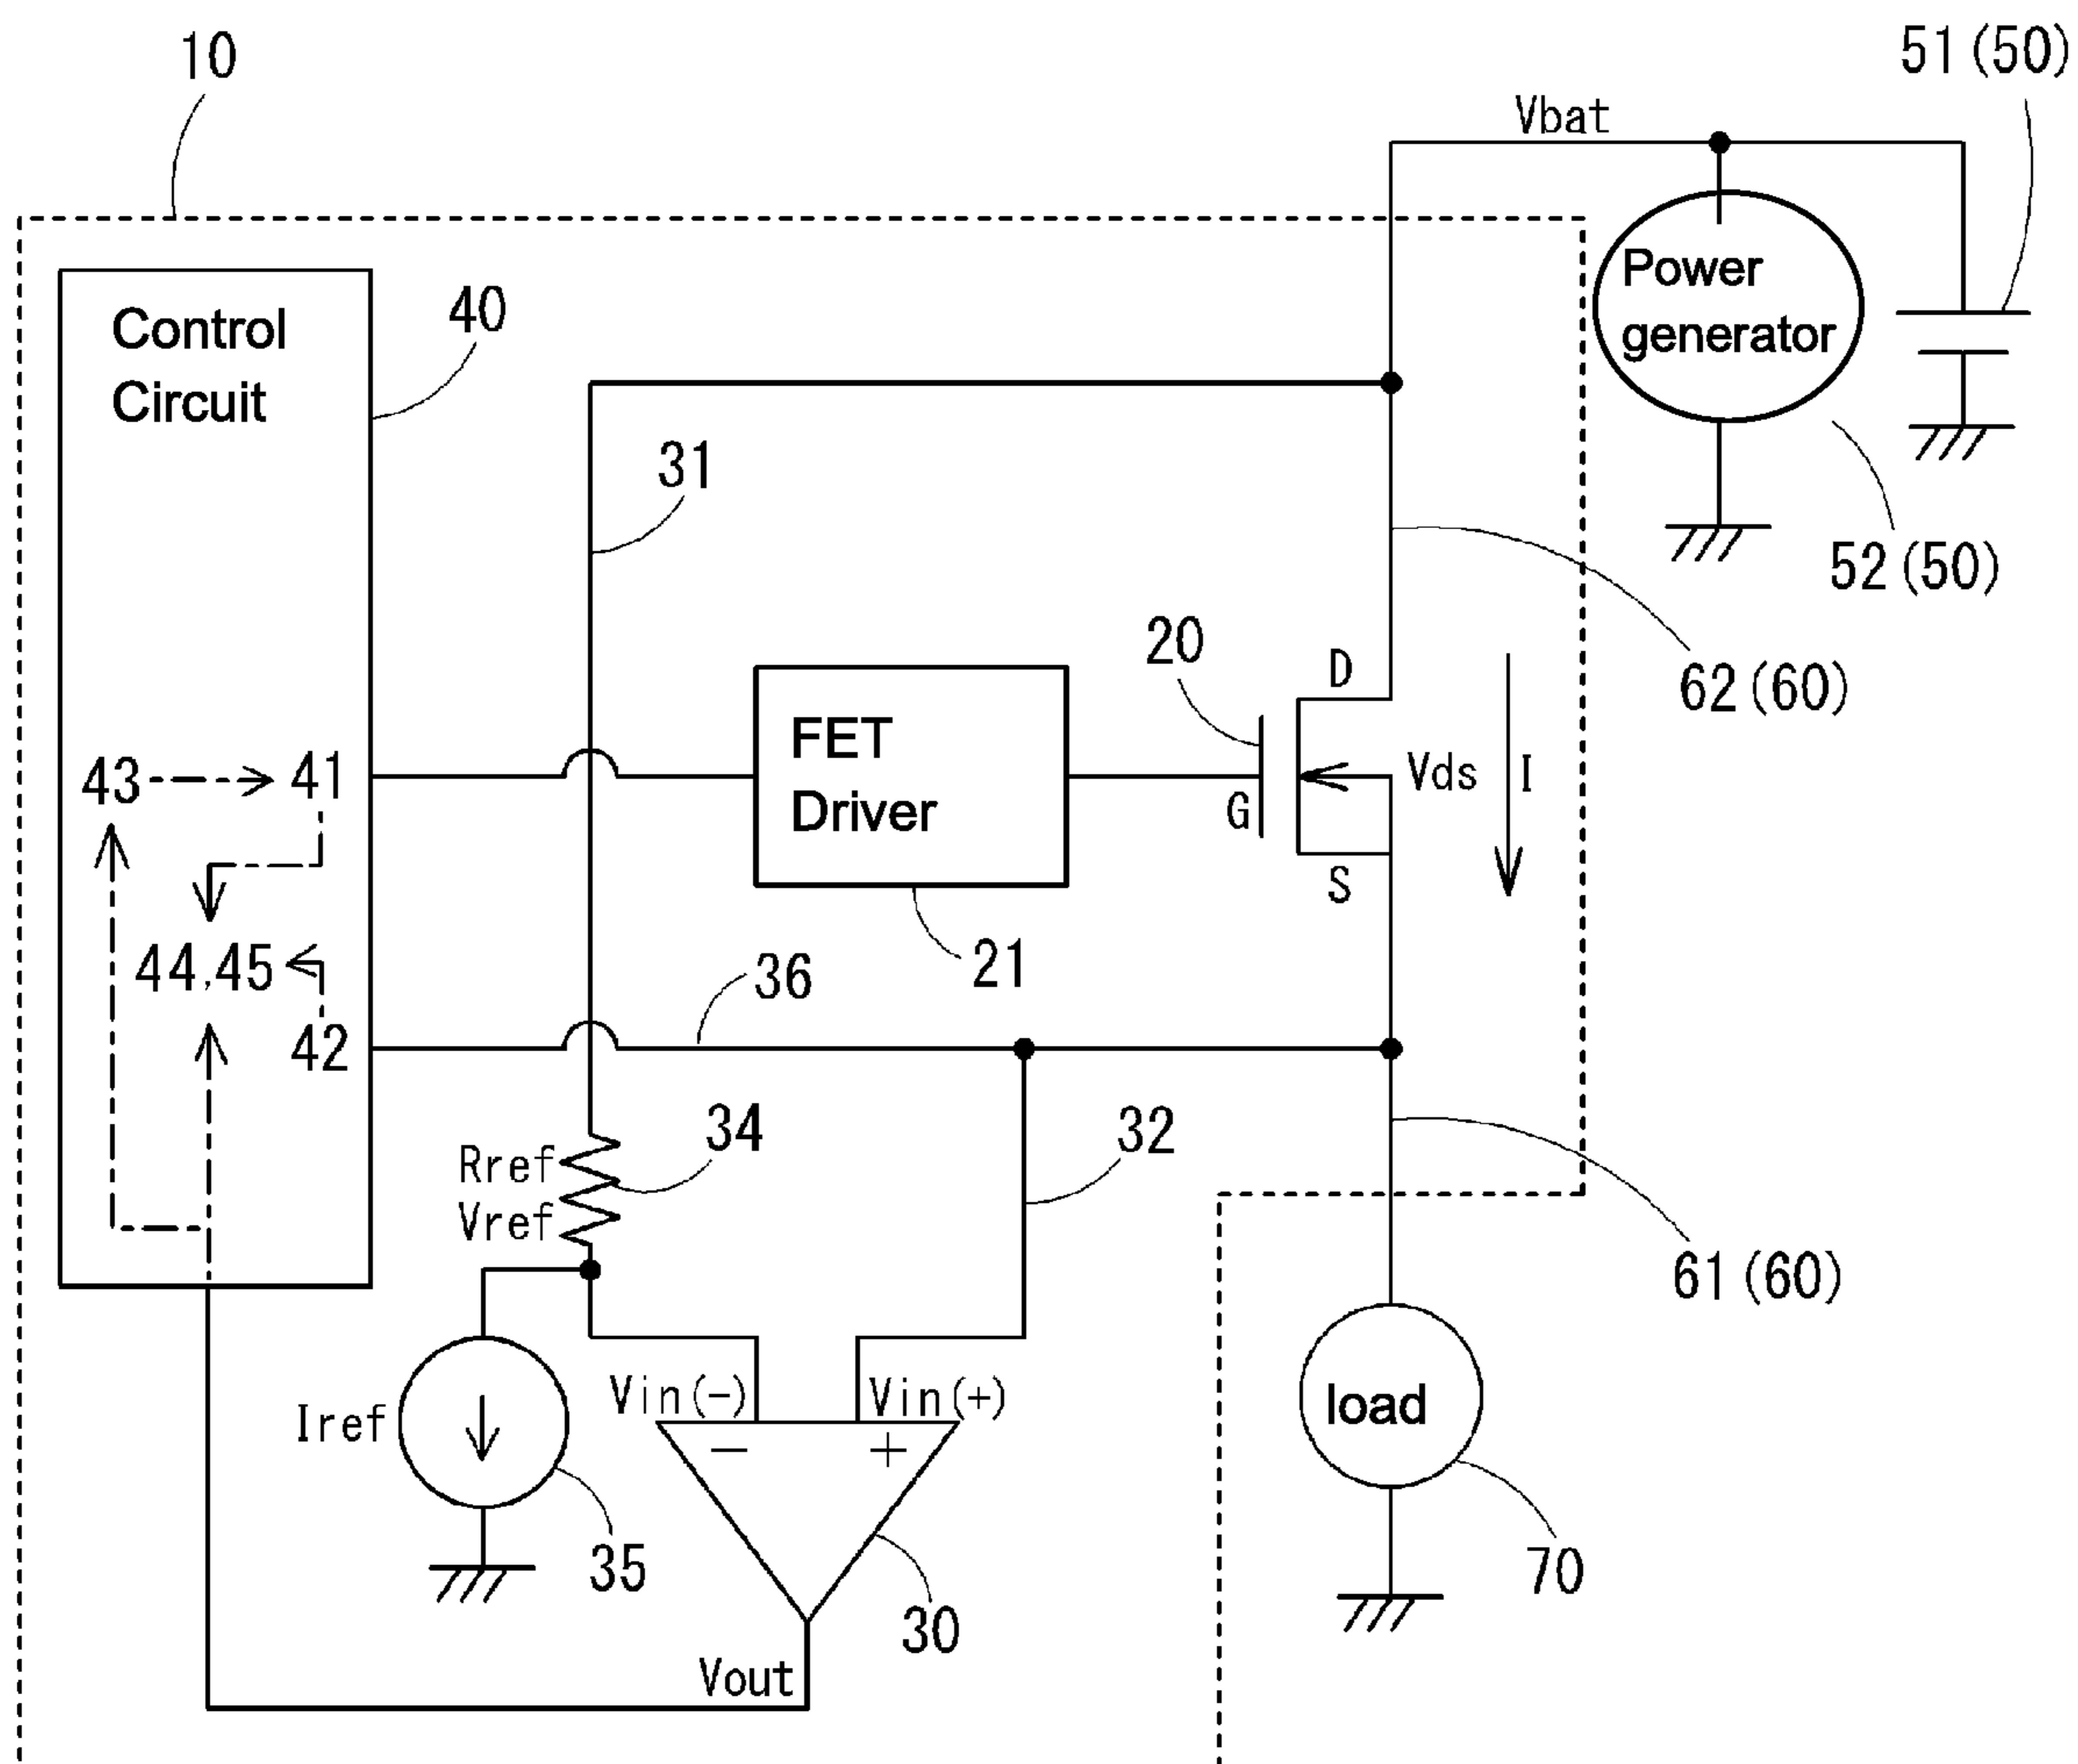 10
51(50)
Vbat
Power
generator
Control
Circuit
40
31
52(50)
20
D
62(60)
FET
Driver
43
41
G
Vds
I
S
44,45
21
36
42
34
32
Rref
Vref
61(60)
Vin(-)
Vin(+)
Iref
−
+
load
35
30
70
Vout